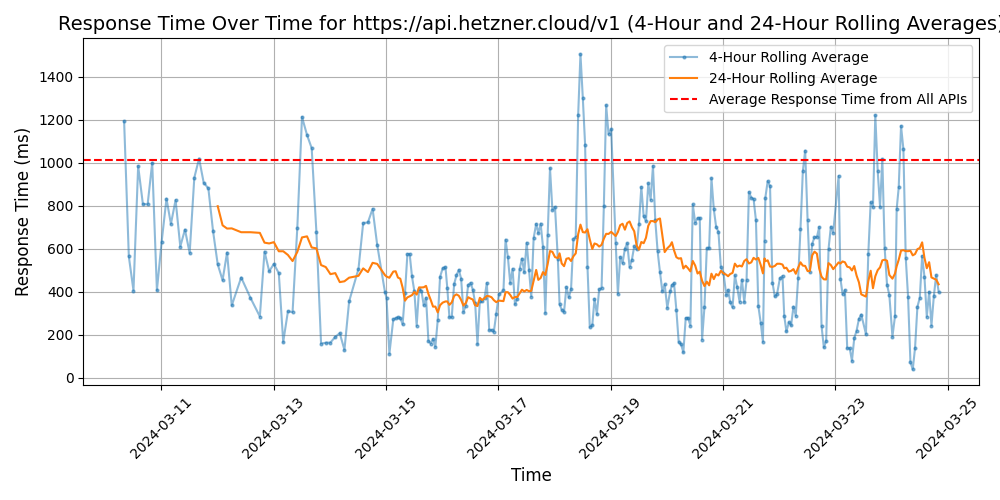 Response Time Over Time for https://api.hetzner.cloud/v1 (4-Hour and 24-Hour Rolling Averages)
4-Hour Rolling Average
24-Hour Rolling Average
Average Response Time from All APIs
Response Time (ms)
1400
1200
1000
800
600
400
200
0
2024-03-11
2024-03-13
2024-03-15
2024-03-17
2024-03-19
2024-03-21
2024-03-23
2024-03-25
Time